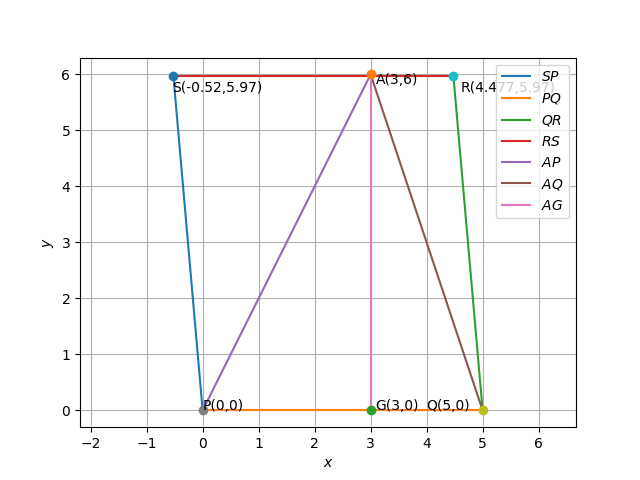 6
5
4
3
2
1
0
−2 −1 0 1 2 3 4 5 6
x
y
S(-0.52,5.97)
A(3,6)
R(4.477,5.97)
P(0,0)
G(3,0)
Q(5,0)
SP
PQ
QR
RS
AP
AQ
AG